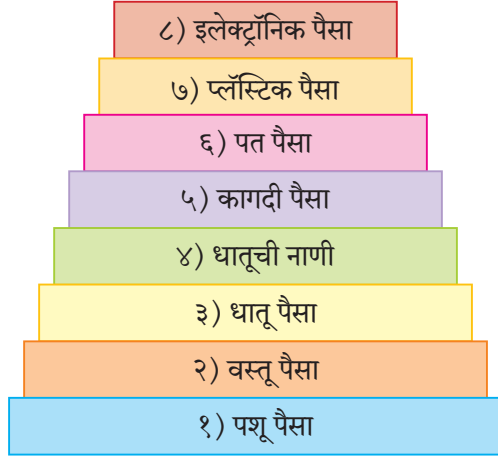 ८) इलेक्ट्रॉनिक पैसा
७) प्लॅस्टिक पैसा
६) पत पैसा
५) कागदी पैसा
४) धातूची नाणी
३) धातू पैसा
२) वस्तू पैसा
१) पशू पैसा